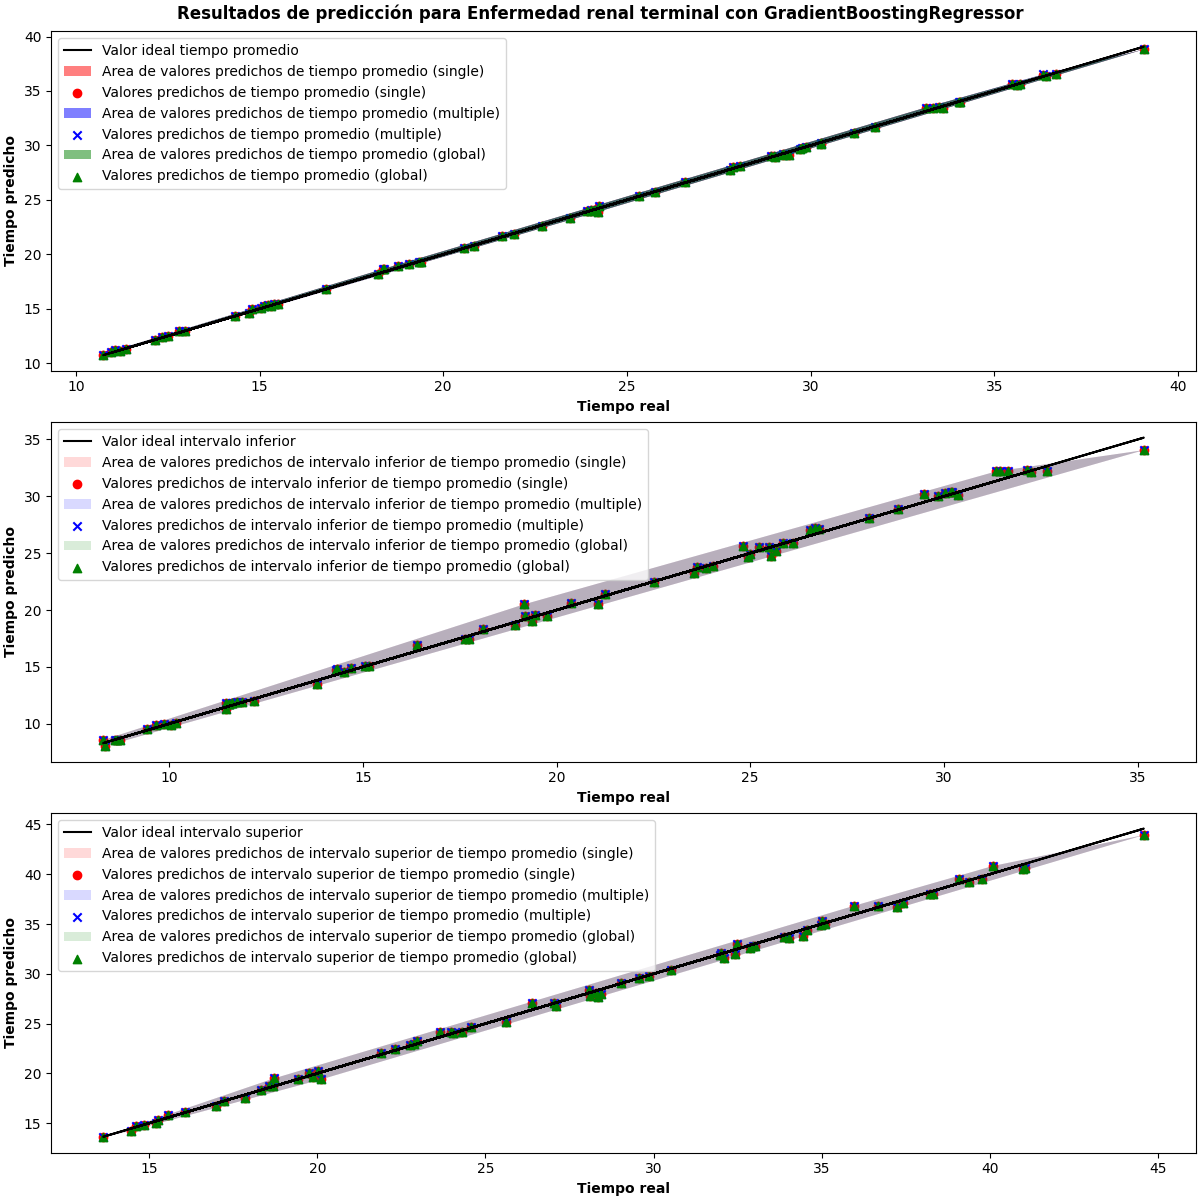 Resultados de predicción para Enfermedad renal terminal con GradientBoostingRegressor
Valor ideal tiempo promedio
Area de valores predichos de tiempo promedio (single)
Valores predichos de tiempo promedio (single)
Area de valores predichos de tiempo promedio (multiple)
Valores predichos de tiempo promedio (multiple)
Area de valores predichos de tiempo promedio (global)
Valores predichos de tiempo promedio (global)
Tiempo predicho
40
35
30
25
20
15
10
10 15 20 25 30 35 40
Tiempo real
Valor ideal intervalo inferior
Area de valores predichos de intervalo inferior de tiempo promedio (single)
Valores predichos de intervalo inferior de tiempo promedio (single)
Area de valores predichos de intervalo inferior de tiempo promedio (multiple)
Valores predichos de intervalo inferior de tiempo promedio (multiple)
Area de valores predichos de intervalo inferior de tiempo promedio (global)
Valores predichos de intervalo inferior de tiempo promedio (global)
Tiempo predicho
35
30
25
20
15
10
10 15 20 25 30 35
Tiempo real
Valor ideal intervalo superior
Area de valores predichos de intervalo superior de tiempo promedio (single)
Valores predichos de intervalo superior de tiempo promedio (single)
Area de valores predichos de intervalo superior de tiempo promedio (multiple)
Valores predichos de intervalo superior de tiempo promedio (multiple)
Area de valores predichos de intervalo superior de tiempo promedio (global)
Valores predichos de intervalo superior de tiempo promedio (global)
Tiempo predicho
45
40
35
30
25
20
15
15 20 25 30 35 40 45
Tiempo real